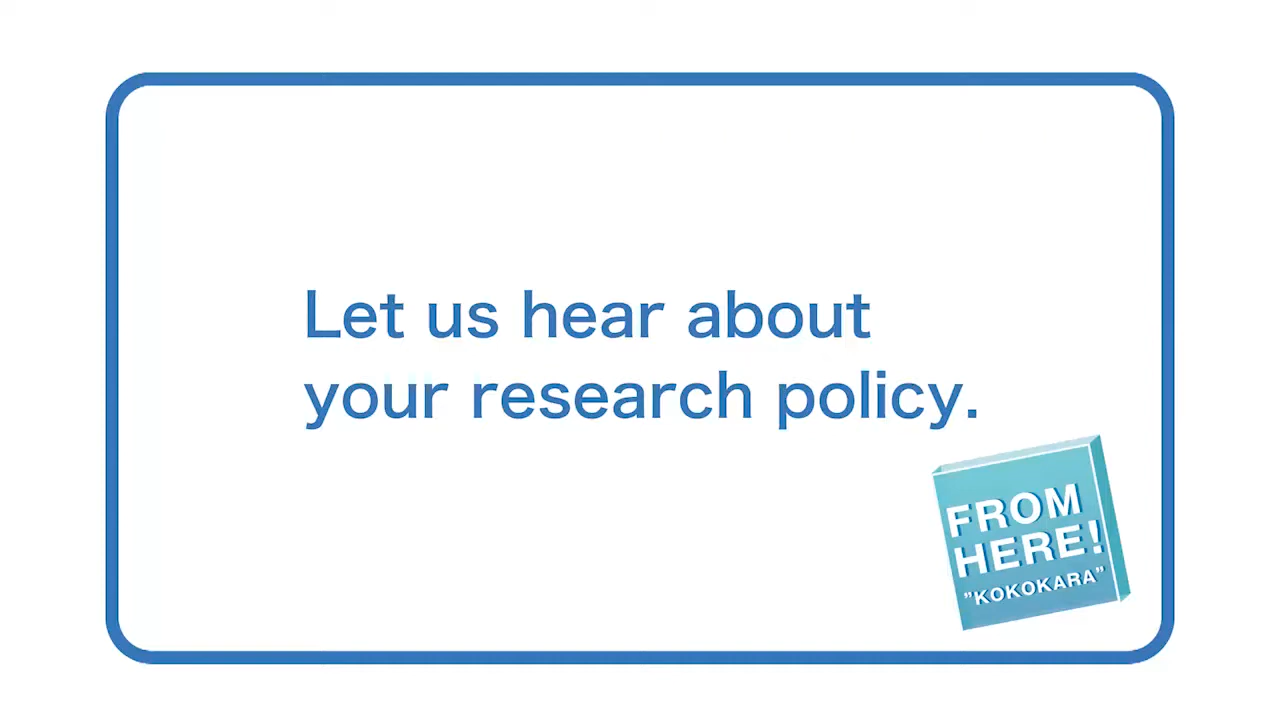 Let us hear about
your research policy.
FROM
HERE!
"KOKOKARA"